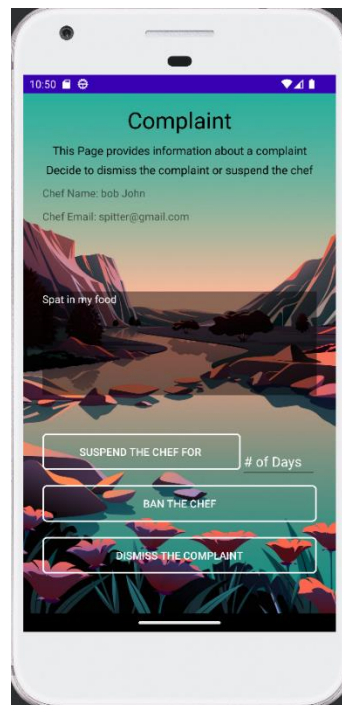 10:50
Complaint
This Page provides information about a complaint
Decide to dismiss the complaint or suspend the chef
Chef Name: bob John
Chef Email: spitter@gmail.com
Spat in my food
SUSPEND THE CHEF FOR
# of Days
BAN THE CHEF
DISMISS THE COMPLAINT